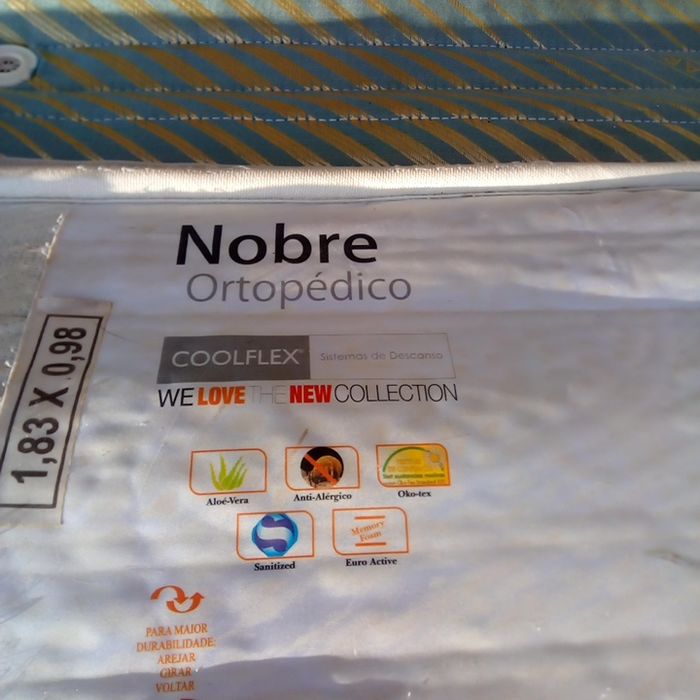 Nobre
Ortopédico
COOLFLEX® Sistemas de Descanso
WE LOVE THE NEW COLLECTION
1,83 X 0,98
Aloé-Vera
Anti-Alérgico
Oko-tex
Sanitized
Memory
Foam
Euro Active
PARA MAIOR
DURABILIDADE:
AREJAR
GIRAR
VOLTAR